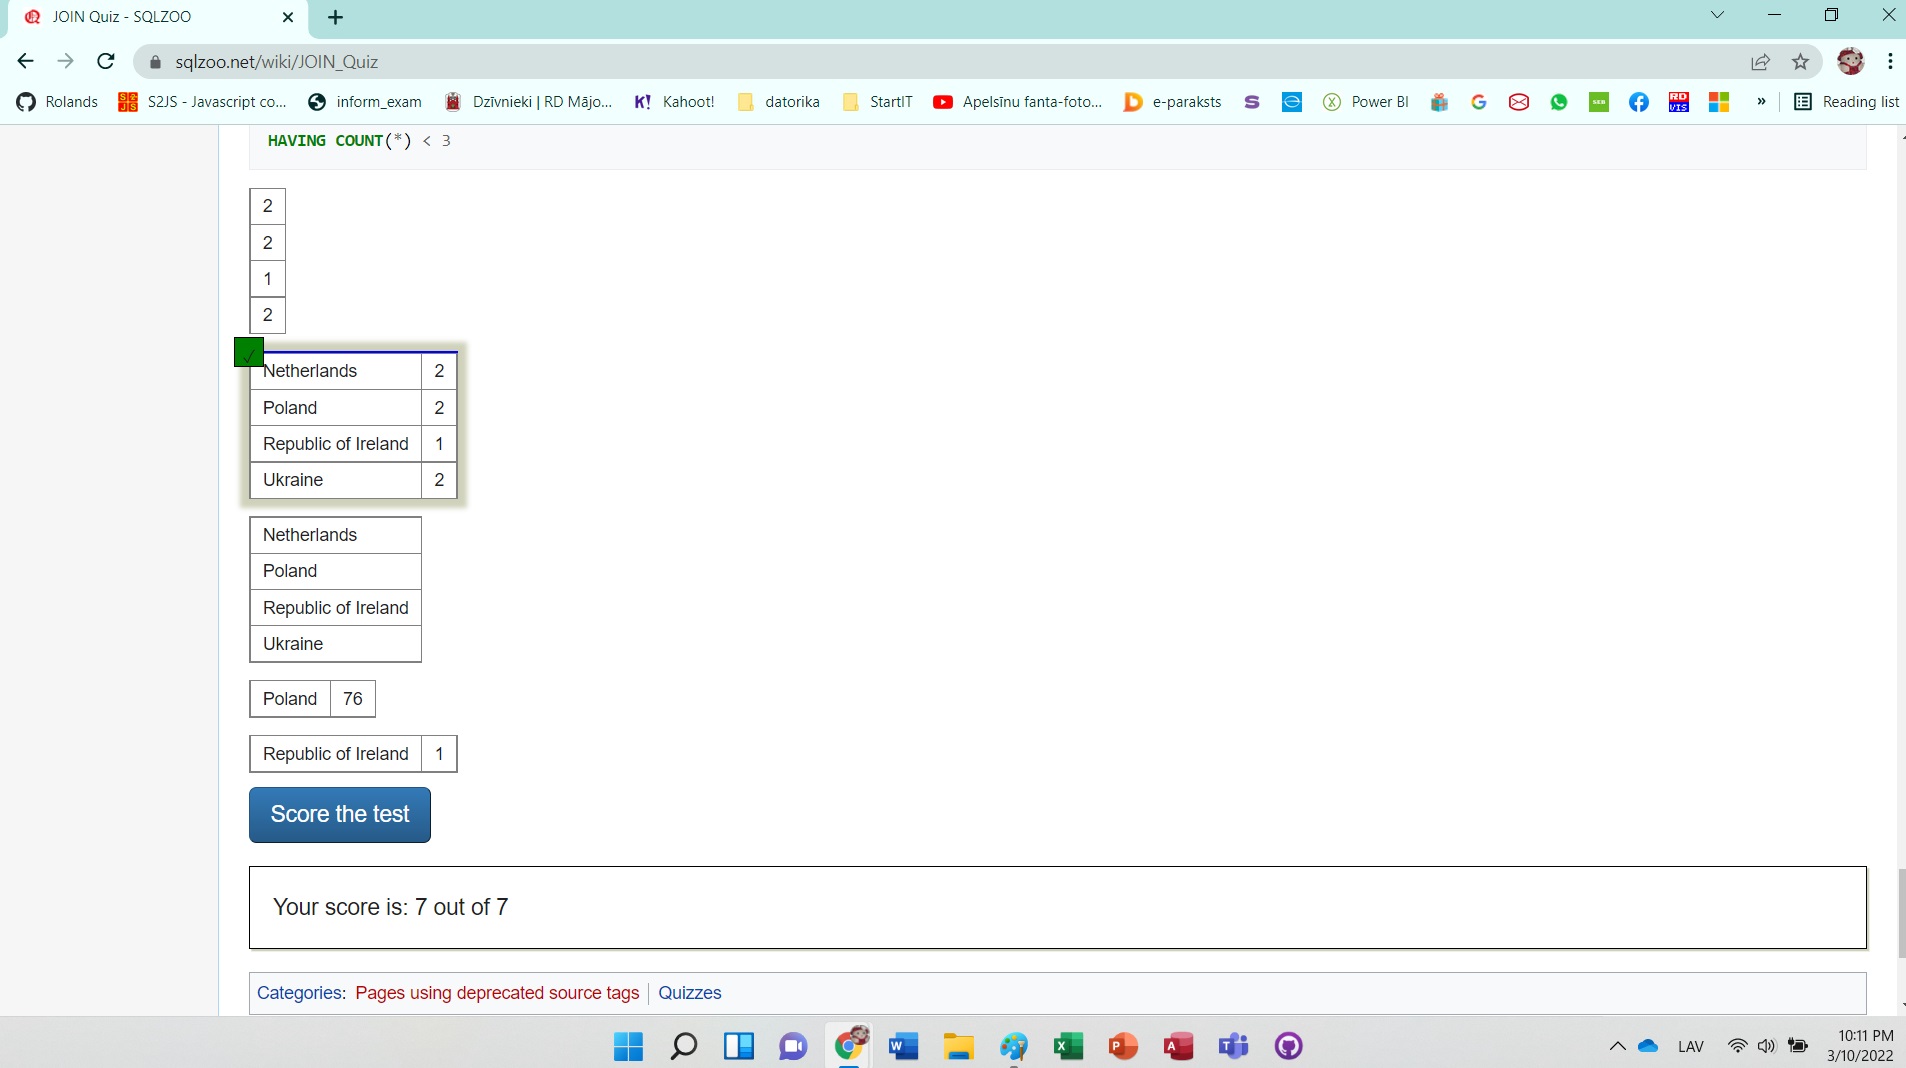 JOIN Quiz - SQLZOO
sqlzoo.net/wiki/JOIN_Quiz
Rolands S2JS - Javascript co... inform_exam Dzīvnieki | RD Mājo... K! Kahoot! datorika StartIT Apelsīnu fanta-foto... e-paraksts Power BI SEB RD VIS » Reading list
HAVING COUNT(*) < 3
2
2
1
2
Netherlands 2
Poland 2
Republic of Ireland 1
Ukraine 2
Netherlands
Poland
Republic of Ireland
Ukraine
Poland 76
Republic of Ireland 1
Score the test
Your score is: 7 out of 7
Categories: Pages using deprecated source tags | Quizzes
LAV
10:11 PM
3/10/2022